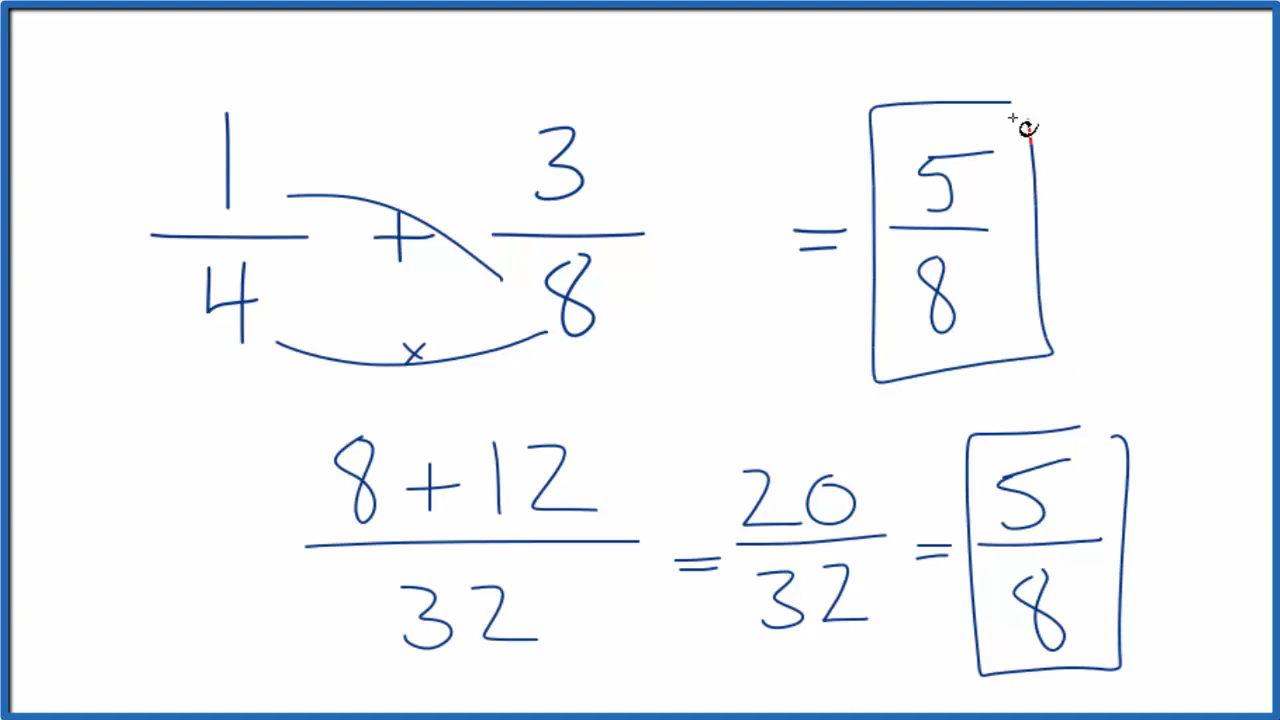 1/4 + 3/8 = 5/8
x
8+12/32 = 20/32 = 5/8